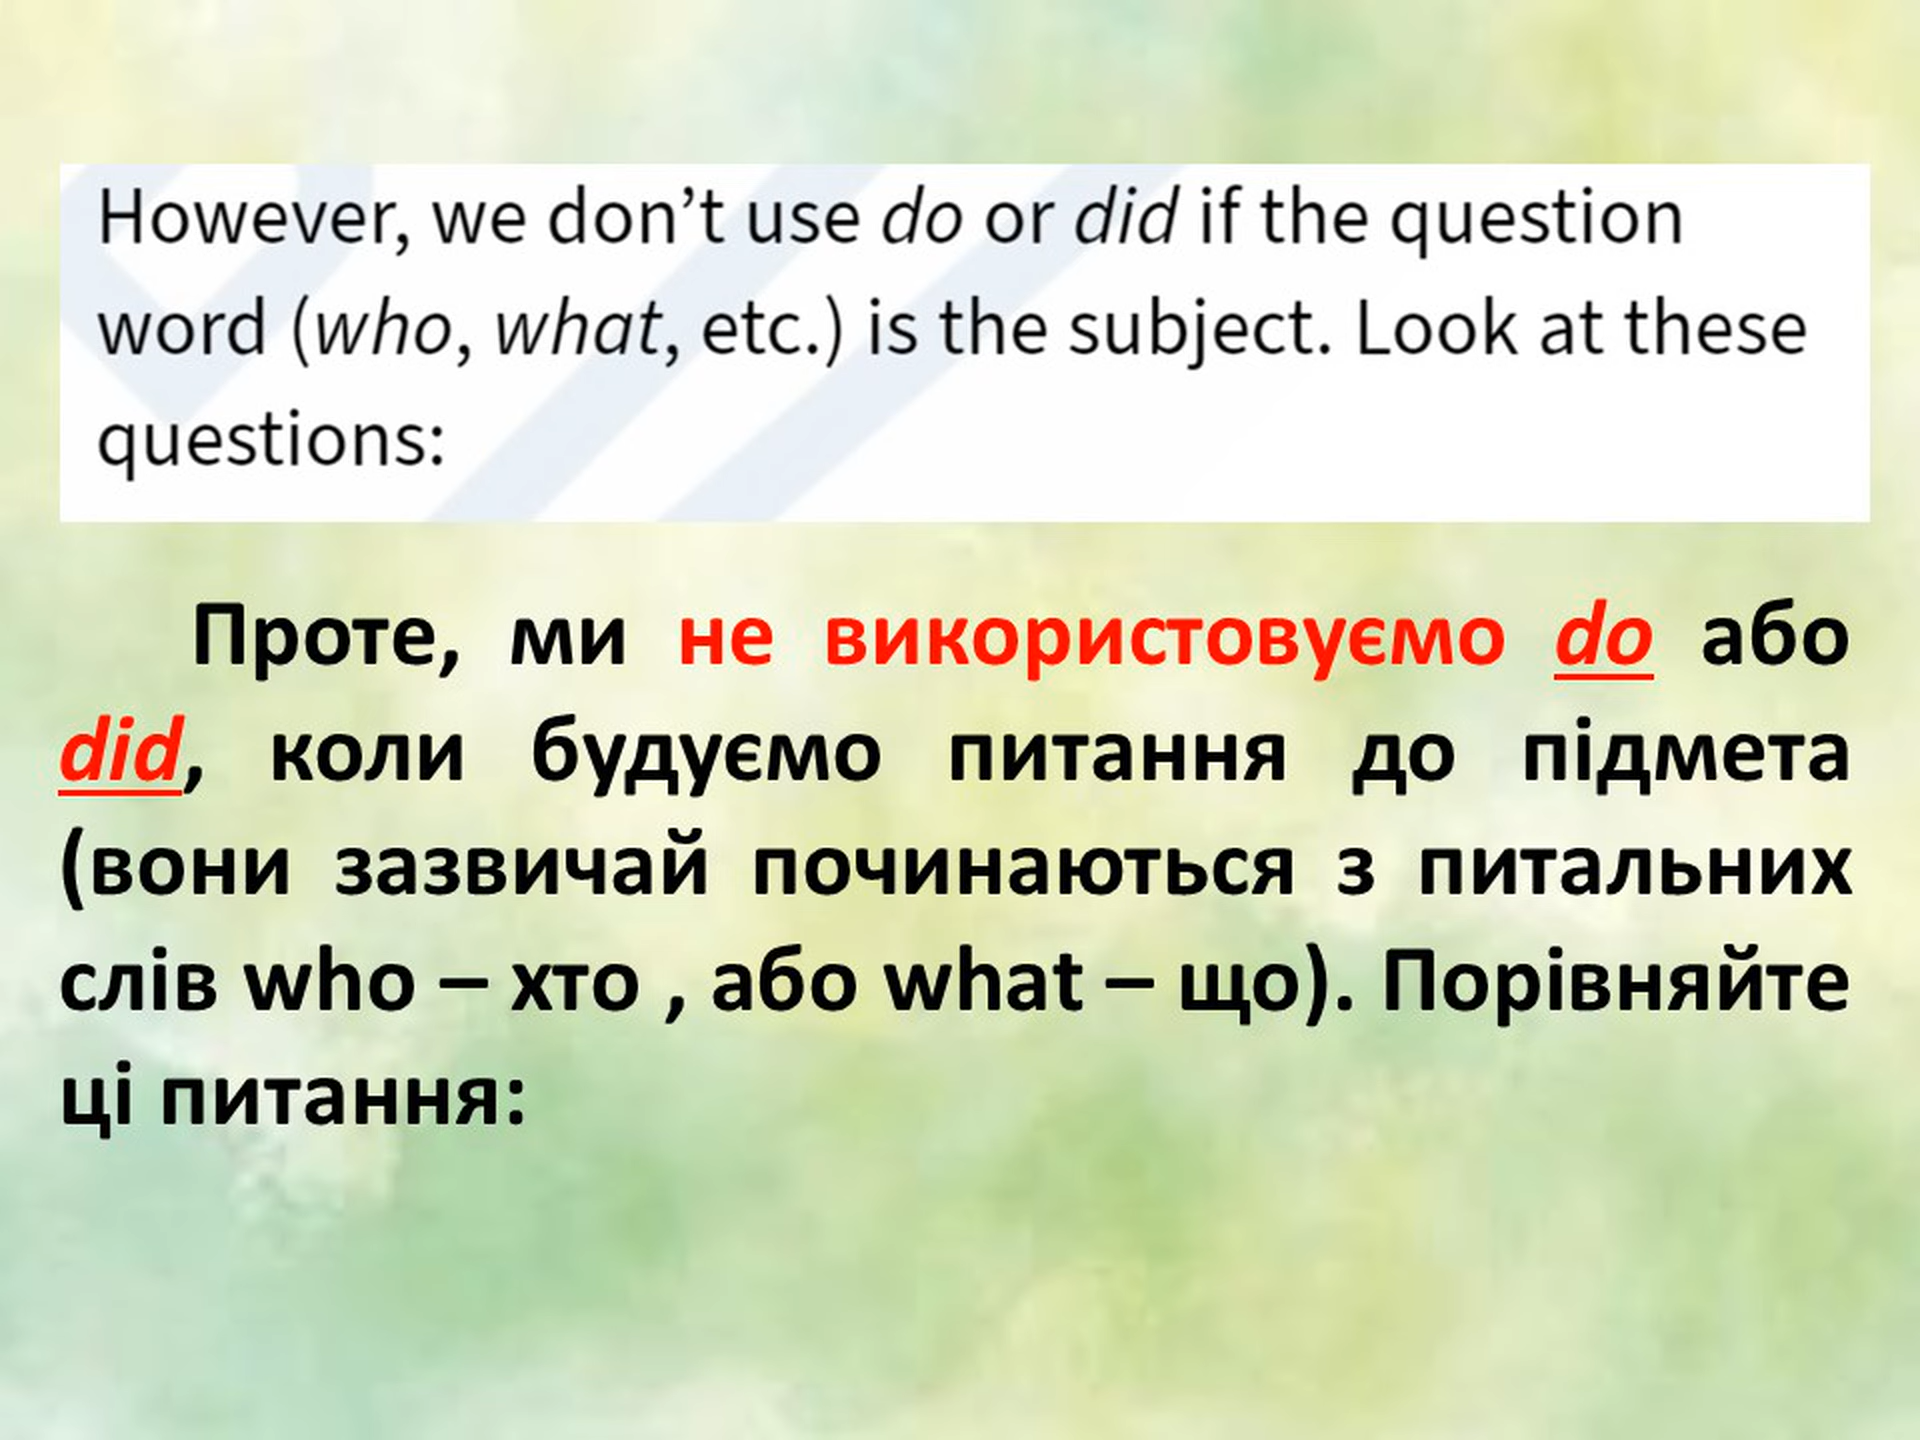 However, we don’t use do or did if the question
word (who, what, etc.) is the subject. Look at these
questions:
Проте, ми не використовуємо do або
did, коли будуємо питання до підмета
(вони зазвичай починаються з питальних
слів who – хто , або what – що). Порівняйте
ці питання: